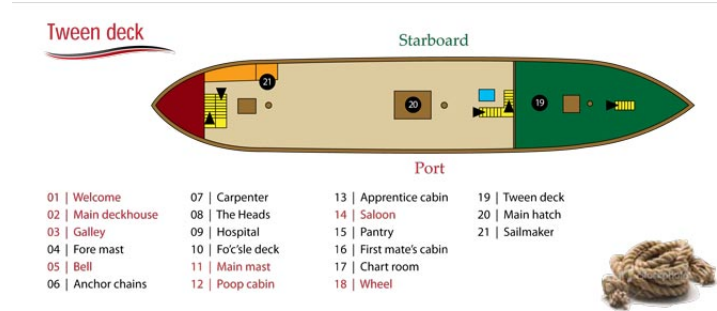 Tween deck
Starboard
21
20
19
Port
01 | Welcome
02 | Main deckhouse
03 | Galley
04 | Fore mast
05 | Bell
06 | Anchor chains
07 | Carpenter
08 | The Heads
09 | Hospital
10 | Fo'c'sle deck
11 | Main mast
12 | Poop cabin
13 | Apprentice cabin
14 | Saloon
15 | Pantry
16 | First mate's cabin
17 | Chart room
18 | Wheel
19 | Tween deck
20 | Main hatch
21 | Sailmaker